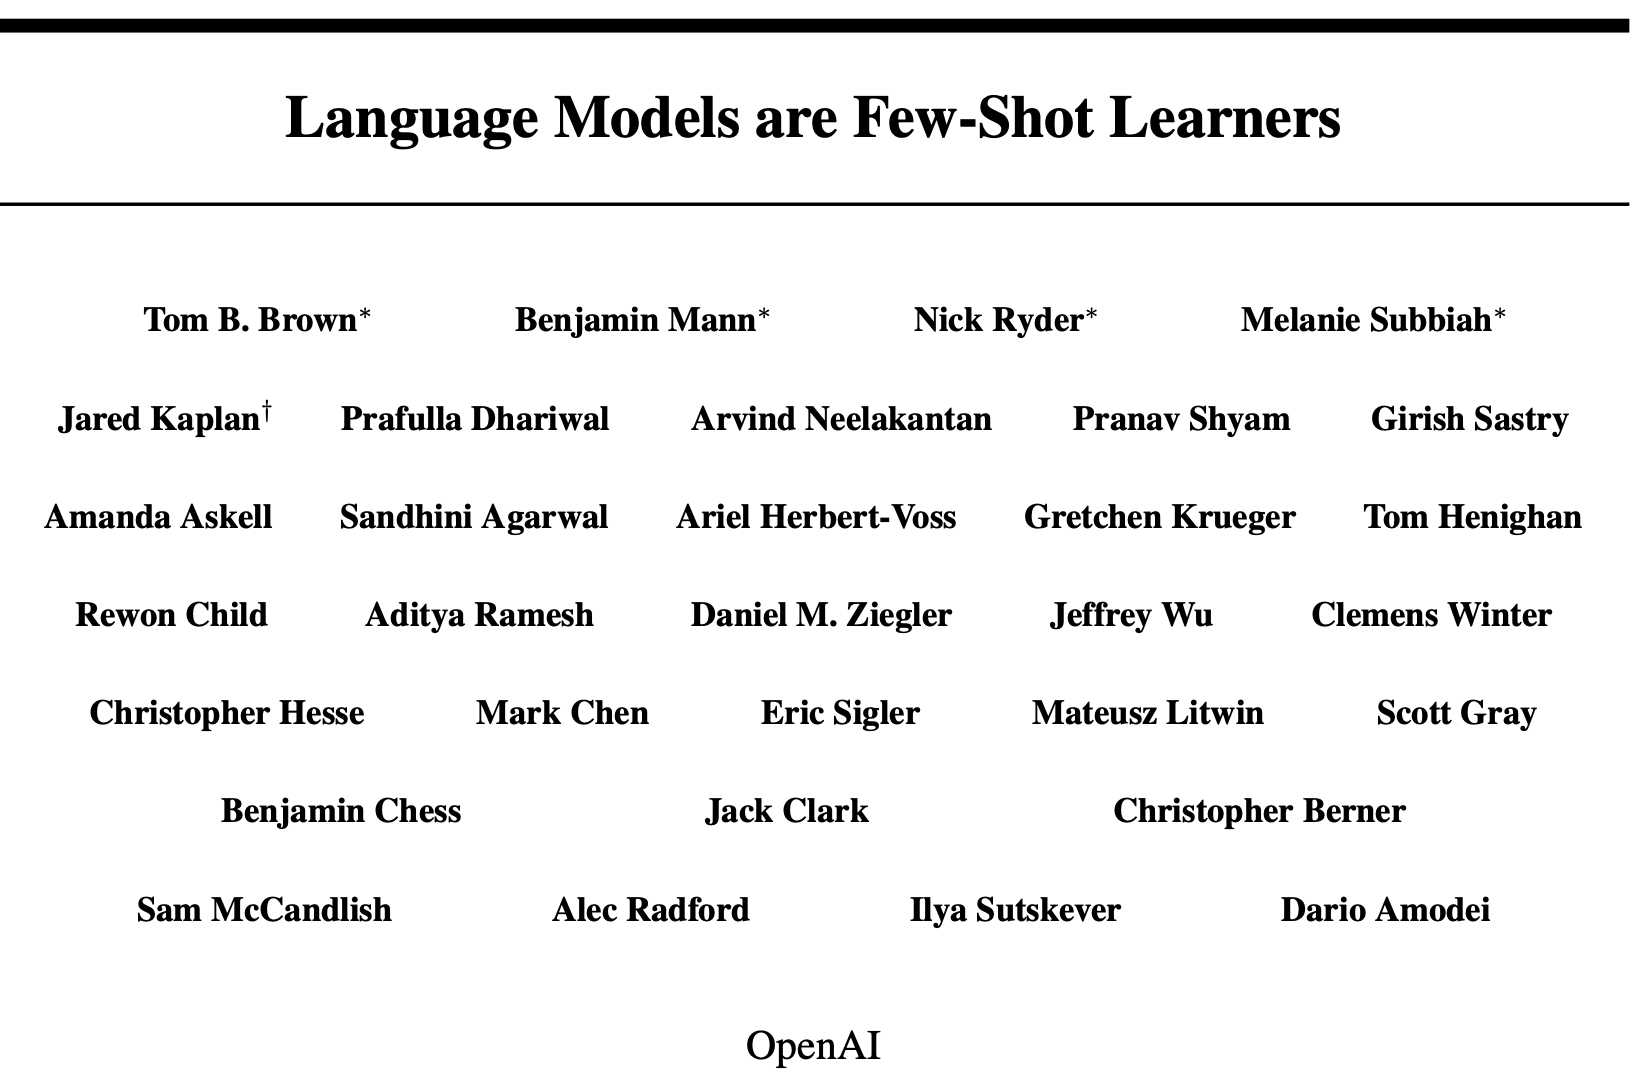 Language Models are Few-Shot Learners
Tom B. Brown* Benjamin Mann* Nick Ryder* Melanie Subbiah*
Jared Kaplan† Prafulla Dhariwal Arvind Neelakantan Pranav Shyam Girish Sastry
Amanda Askell Sandhini Agarwal Ariel Herbert-Voss Gretchen Krueger Tom Henighan
Rewon Child Aditya Ramesh Daniel M. Ziegler Jeffrey Wu Clemens Winter
Christopher Hesse Mark Chen Eric Sigler Mateusz Litwin Scott Gray
Benjamin Chess Jack Clark Christopher Berner
Sam McCandlish Alec Radford Ilya Sutskever Dario Amodei
OpenAI